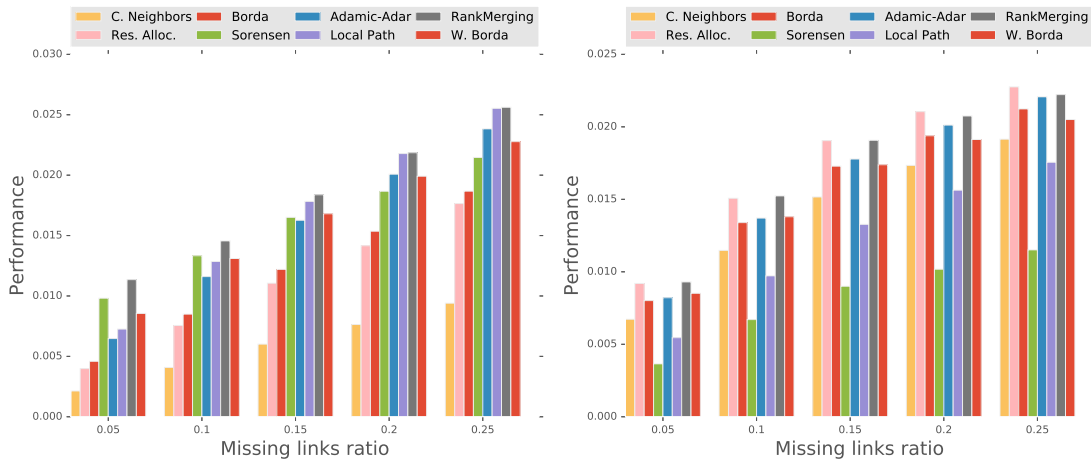 C. Neighbors Borda Adamic-Adar RankMerging
Res. Alloc. Sorensen Local Path W. Borda
0.030
0.025
0.020
0.015
0.010
0.005
0.000
Performance
0.05 0.1 0.15 0.2 0.25
Missing links ratio
C. Neighbors Borda Adamic-Adar RankMerging
Res. Alloc. Sorensen Local Path W. Borda
0.025
0.020
0.015
0.010
0.005
0.000
Performance
0.05 0.1 0.15 0.2 0.25
Missing links ratio